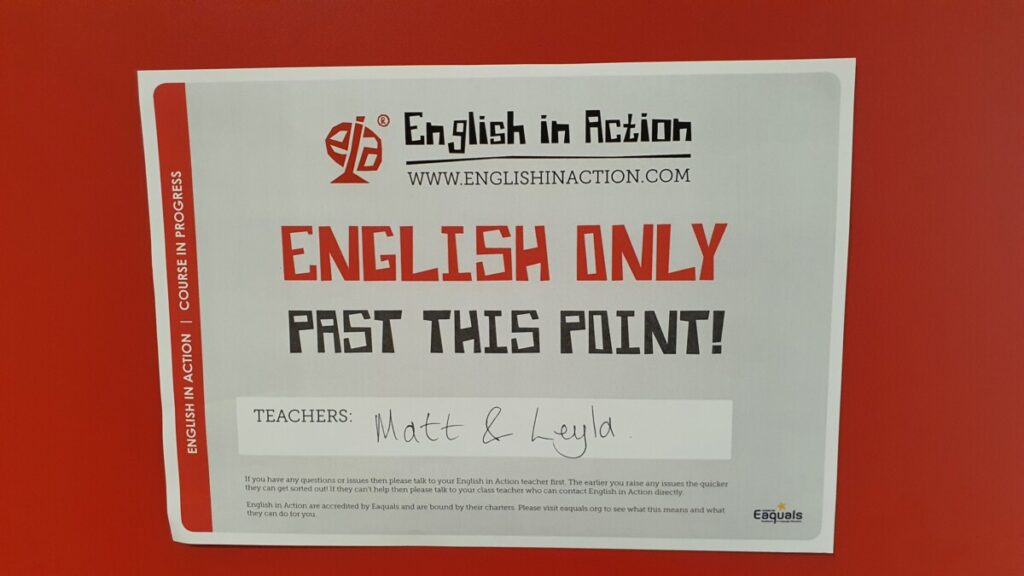 eia®
English in Action
WWW.ENGLISHINACTION.COM
ENGLISH ONLY
PAST THIS POINT!
ENGLISH IN ACTION | COURSE IN PROGRESS
TEACHERS: Matt & Leyla.
If you have any questions or issues then please talk to your English in Action teacher first. The earlier you raise any issues the quicker
they can get sorted out! If they can't help then please talk to your class teacher who can contact English in Action directly.
English in Action are accredited by Eaquals and are bound by their charters. Please visit eaquals.org to see what this means and what
they can do for you.
Eaquals